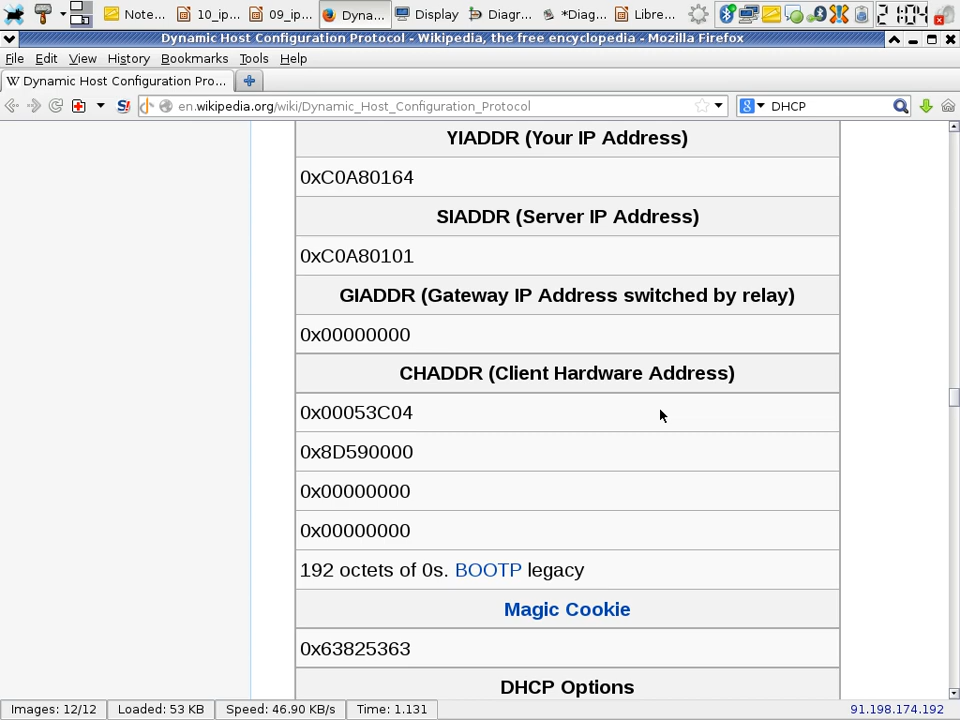 Note...
10_ip...
09_ip...
Dyna...
Display
Diagr...
*Diag...
Libre...
21:04
Dynamic Host Configuration Protocol - Wikipedia, the free encyclopedia - Mozilla Firefox
File Edit View History Bookmarks Tools Help
W Dynamic Host Configuration Pro...
en.wikipedia.org/wiki/Dynamic_Host_Configuration_Protocol
DHCP
YIADDR (Your IP Address)
0xC0A80164
SIADDR (Server IP Address)
0xC0A80101
GIADDR (Gateway IP Address switched by relay)
0x00000000
CHADDR (Client Hardware Address)
0x00053C04
0x8D590000
0x00000000
0x00000000
192 octets of 0s. BOOTP legacy
Magic Cookie
0x63825363
DHCP Options
Images: 12/12 Loaded: 53 KB Speed: 46.90 KB/s Time: 1.131 91.198.174.192